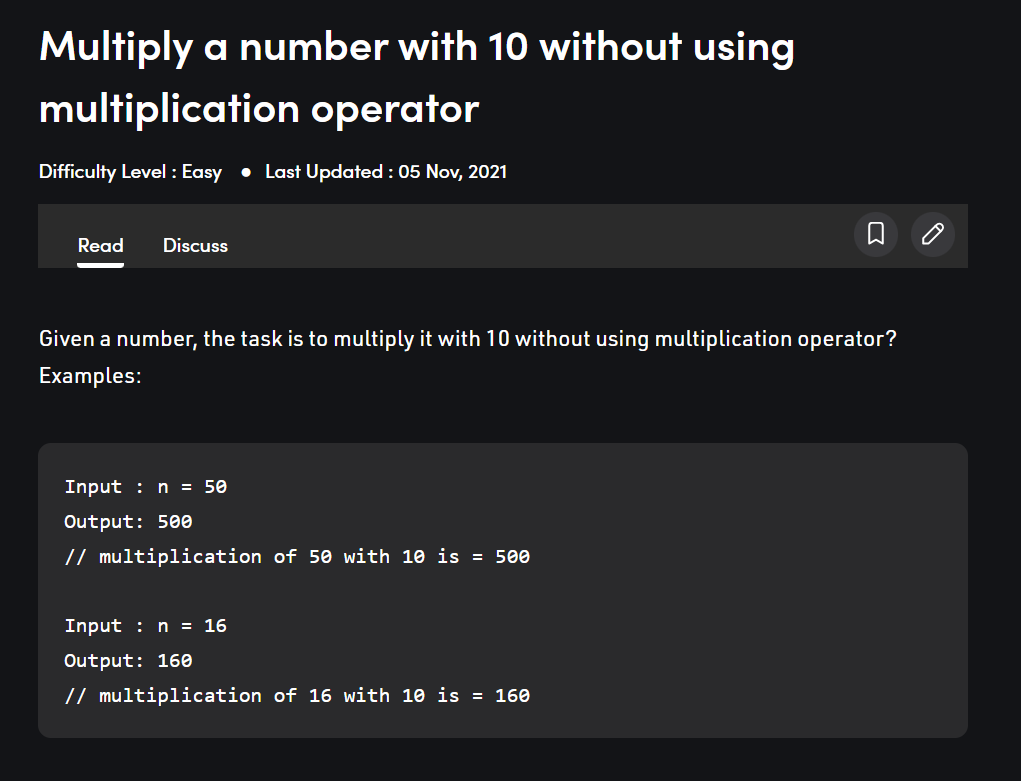 Multiply a number with 10 without using
multiplication operator
Difficulty Level : Easy ● Last Updated : 05 Nov, 2021
Read Discuss
Given a number, the task is to multiply it with 10 without using multiplication operator?
Examples:
Input : n = 50
Output: 500
// multiplication of 50 with 10 is = 500
Input : n = 16
Output: 160
// multiplication of 16 with 10 is = 160